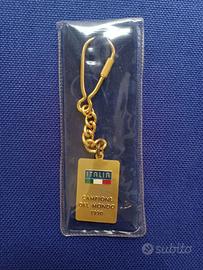 ITALIA
CAMPIONE
DEL MONDO
1990
subito